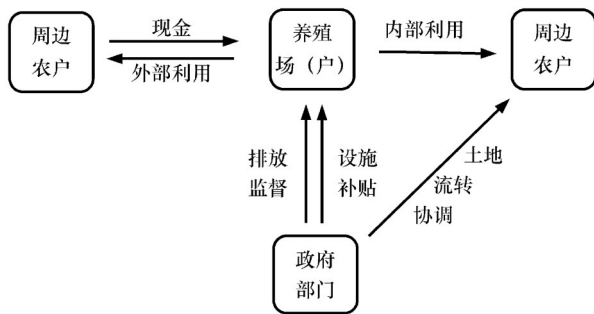 周边
农户
现金
外部利用
养殖
场（户）
内部利用
周边
农户
排放
监督
设施
补贴
土地
流转
协调
政府
部门